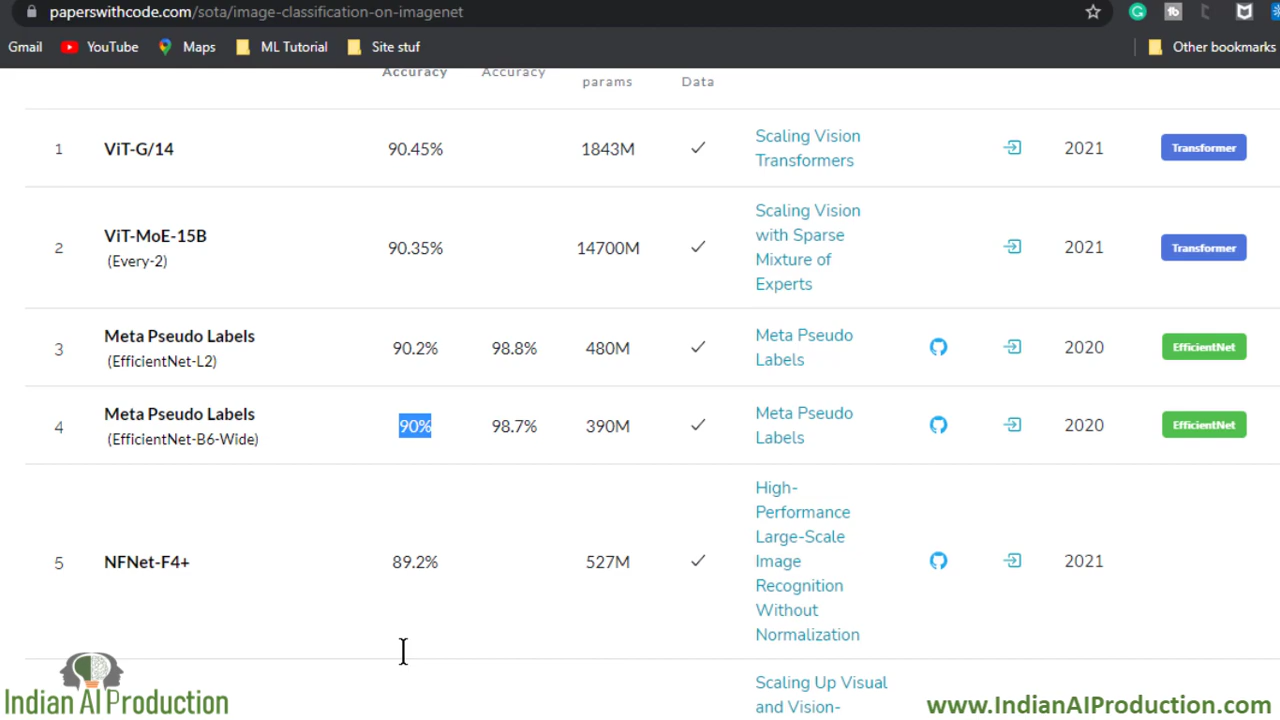 paperswithcode.com/sota/image-classification-on-imagenet
Gmail YouTube Maps ML Tutorial Site stuf Other bookmarks
Accuracy Accuracy params Data
1 ViT-G/14 90.45% 1843M ✓ Scaling Vision Transformers 2021 Transformer
2 ViT-MoE-15B (Every-2) 90.35% 14700M ✓ Scaling Vision with Sparse Mixture of Experts 2021 Transformer
3 Meta Pseudo Labels (EfficientNet-L2) 90.2% 98.8% 480M ✓ Meta Pseudo Labels 2020 EfficientNet
4 Meta Pseudo Labels (EfficientNet-B6-Wide) 90% 98.7% 390M ✓ Meta Pseudo Labels 2020 EfficientNet
5 NFNet-F4+ 89.2% 527M ✓ High-Performance Large-Scale Image Recognition Without Normalization 2021
Scaling Up Visual
and Vision-
Indian AI Production
www.IndianAIProduction.com